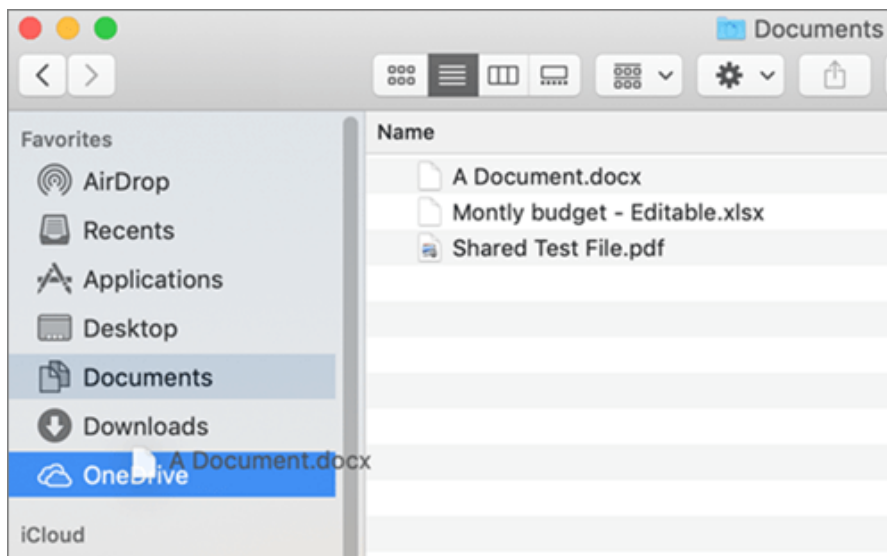 Documents
Favorites
AirDrop
Recents
Applications
Desktop
Documents
Downloads
A Document.docx
OneDrive
iCloud
Name
A Document.docx
Montly budget - Editable.xlsx
Shared Test File.pdf